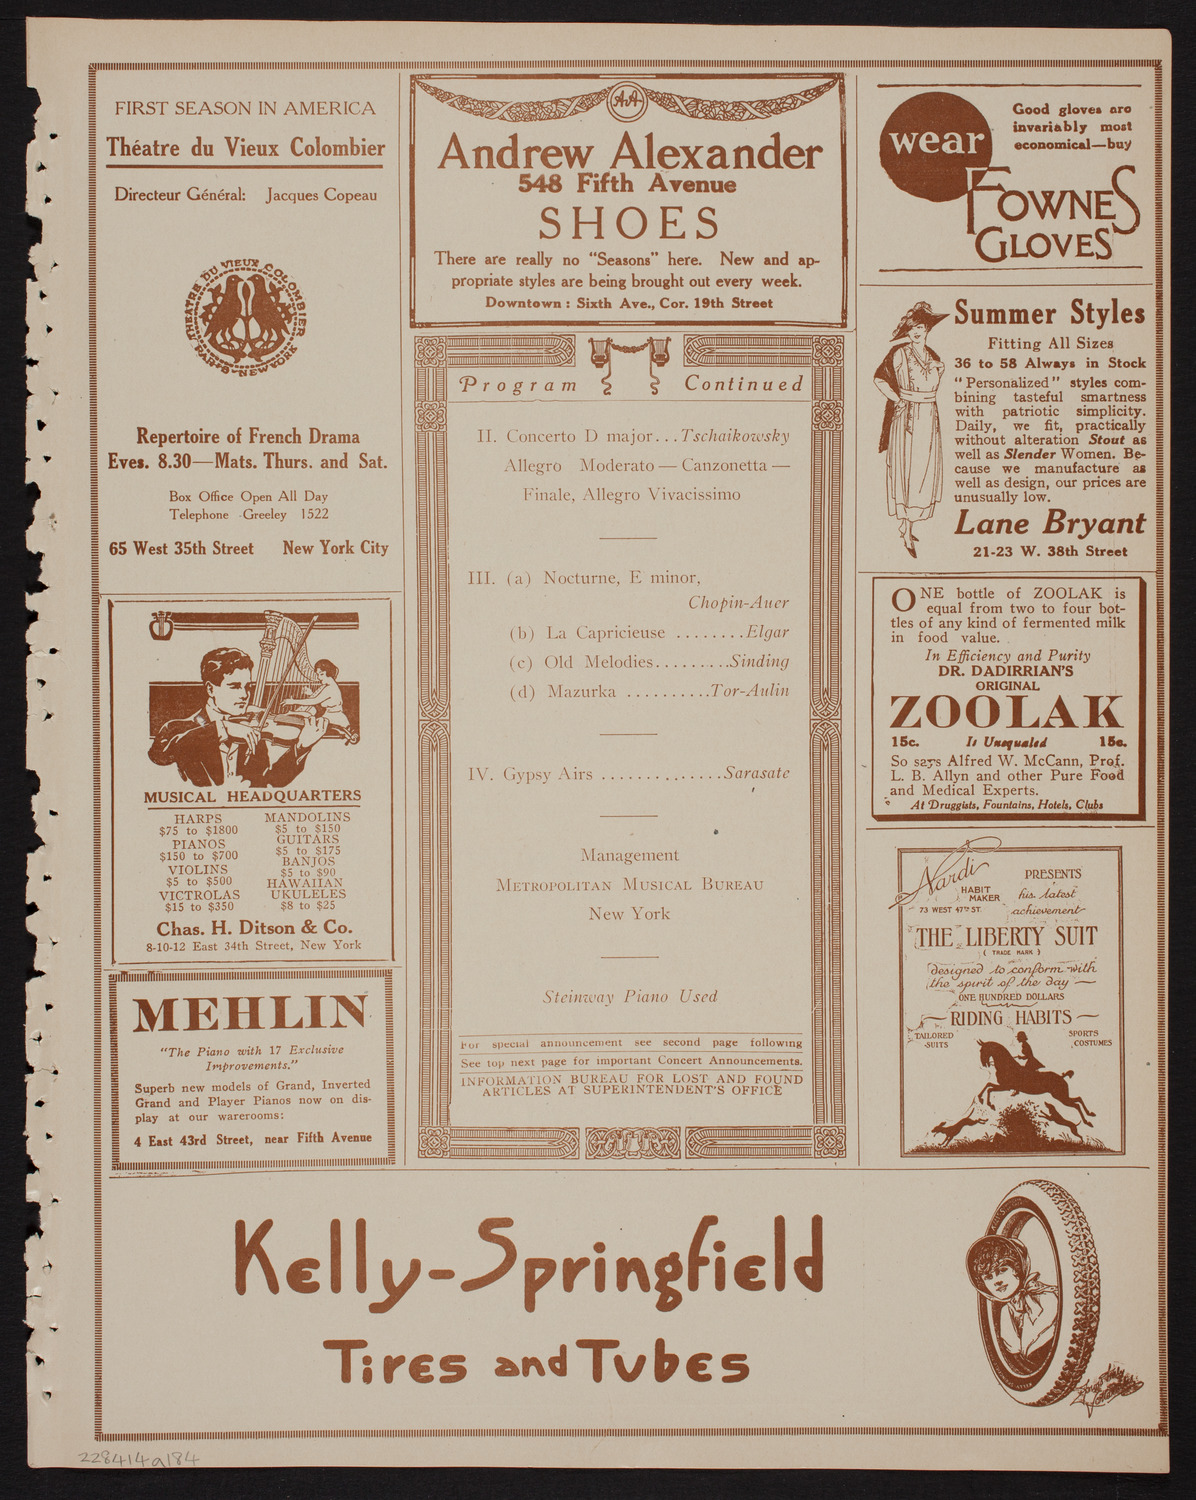 FIRST SEASON IN AMERICA
Théatre du Vieux Colombier
Directeur Général: Jacques Copeau
THEATRE DU VIEUX COLOMBIER
PARIS-NEW YORK
Repertoire of French Drama
Eves. 8.30—Mats. Thurs. and Sat.
Box Office Open All Day
Telephone Greeley 1522
65 West 35th Street New York City
MUSICAL HEADQUARTERS
HARPS
$75 to $1800
PIANOS
$150 to $700
VIOLINS
$5 to $500
VICTROLAS
$15 to $350
MANDOLINS
$5 to $150
GUITARS
$5 to $175
BANJOS
$5 to $90
HAWAIIAN
UKULELES
$8 to $25
Chas. H. Ditson & Co.
8-10-12 East 34th Street, New York
MEHLIN
"The Piano with 17 Exclusive
Improvements."
Superb new models of Grand, Inverted
Grand and Player Pianos now on dis-
play at our warerooms:
4 East 43rd Street, near Fifth Avenue
AA
Andrew Alexander
548 Fifth Avenue
SHOES
There are really no "Seasons" here. New and ap-
propriate styles are being brought out every week.
Downtown: Sixth Ave., Cor. 19th Street
Program Continued
II. Concerto D major...Tschaikowsky
Allegro Moderato — Canzonetta —
Finale, Allegro Vivacissimo
III. (a) Nocturne, E minor,
Chopin-Auer
(b) La Capricieuse ........Elgar
(c) Old Melodies..........Sinding
(d) Mazurka ..........Tor-Aulin
IV. Gypsy Airs ..............Sarasate
Management
METROPOLITAN MUSICAL BUREAU
New York
Steinway Piano Used
For special announcement see second page following
See top next page for important Concert Announcements.
INFORMATION BUREAU FOR LOST AND FOUND
ARTICLES AT SUPERINTENDENT'S OFFICE
wear
Good gloves are
invariably most
economical—buy
FOWNES
GLOVES
Summer Styles
Fitting All Sizes
36 to 58 Always in Stock
"Personalized" styles com-
bining tasteful smartness
with patriotic simplicity.
Daily, we fit, practically
without alteration Stout as
well as Slender Women. Be-
cause we manufacture as
well as design, our prices are
unusually low.
Lane Bryant
21-23 W. 38th Street
ONE bottle of ZOOLAK is
equal from two to four bot-
tles of any kind of fermented milk
in food value.
In Efficiency and Purity
DR. DADIRRIAN'S
ORIGINAL
ZOOLAK
15c. Is Unequaled 15c.
So says Alfred W. McCann, Prof.
L. B. Allyn and other Pure Food
and Medical Experts.
At Druggists, Fountains, Hotels, Clubs
Nardi
HABIT
MAKER
73 WEST 47TH ST.
PRESENTS
his latest
achievement
THE LIBERTY SUIT
(TRADE MARK)
designed to conform with
the spirit of the day —
ONE HUNDRED DOLLARS
RIDING HABITS
TAILORED
SUITS
SPORTS
COSTUMES
Kelly-Springfield
Tires and Tubes
228414a184